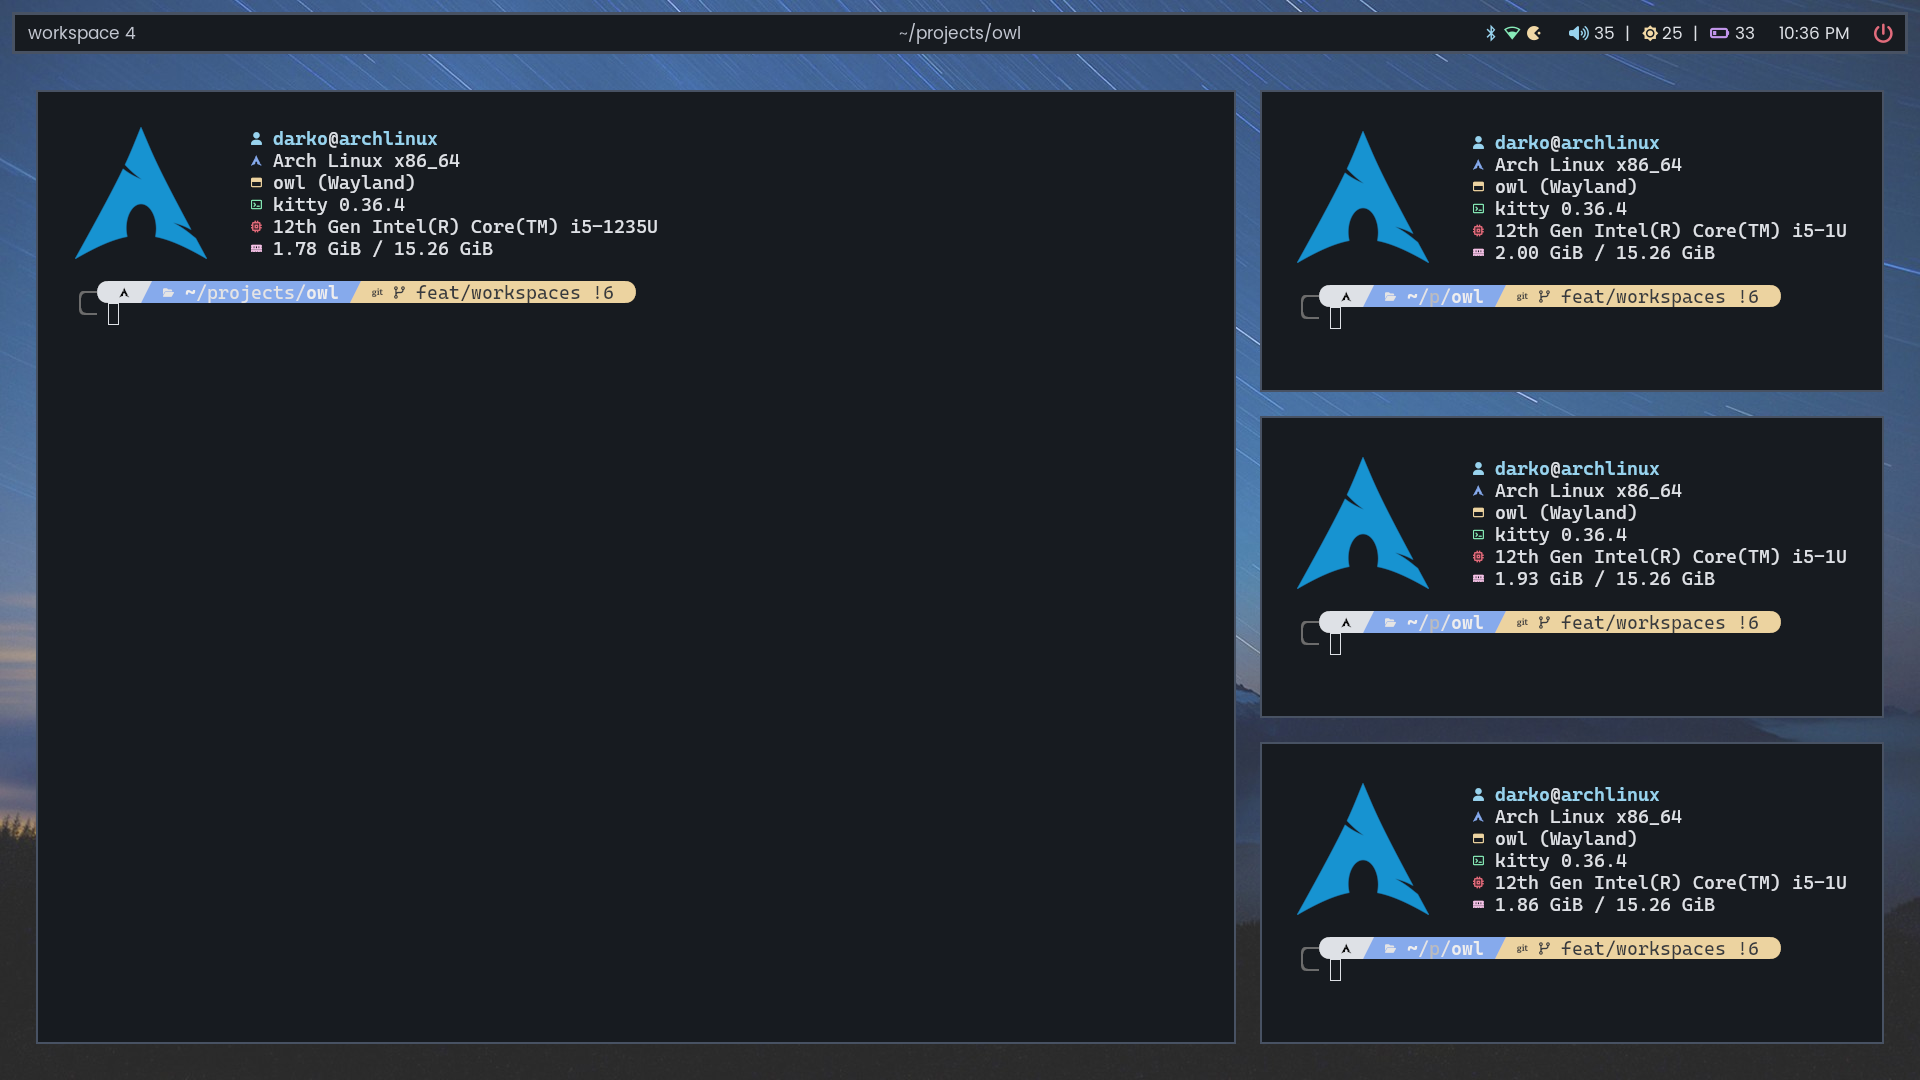 workspace 4
~/projects/owl
35 | 25 | 33 10:36 PM
darko@archlinux
Arch Linux x86_64
owl (Wayland)
kitty 0.36.4
12th Gen Intel(R) Core(TM) i5-1235U
1.78 GiB / 15.26 GiB
~/projects/owl git feat/workspaces !6
darko@archlinux
Arch Linux x86_64
owl (Wayland)
kitty 0.36.4
12th Gen Intel(R) Core(TM) i5-1U
2.00 GiB / 15.26 GiB
~/p/owl git feat/workspaces !6
darko@archlinux
Arch Linux x86_64
owl (Wayland)
kitty 0.36.4
12th Gen Intel(R) Core(TM) i5-1U
1.93 GiB / 15.26 GiB
~/p/owl git feat/workspaces !6
darko@archlinux
Arch Linux x86_64
owl (Wayland)
kitty 0.36.4
12th Gen Intel(R) Core(TM) i5-1U
1.86 GiB / 15.26 GiB
~/p/owl git feat/workspaces !6